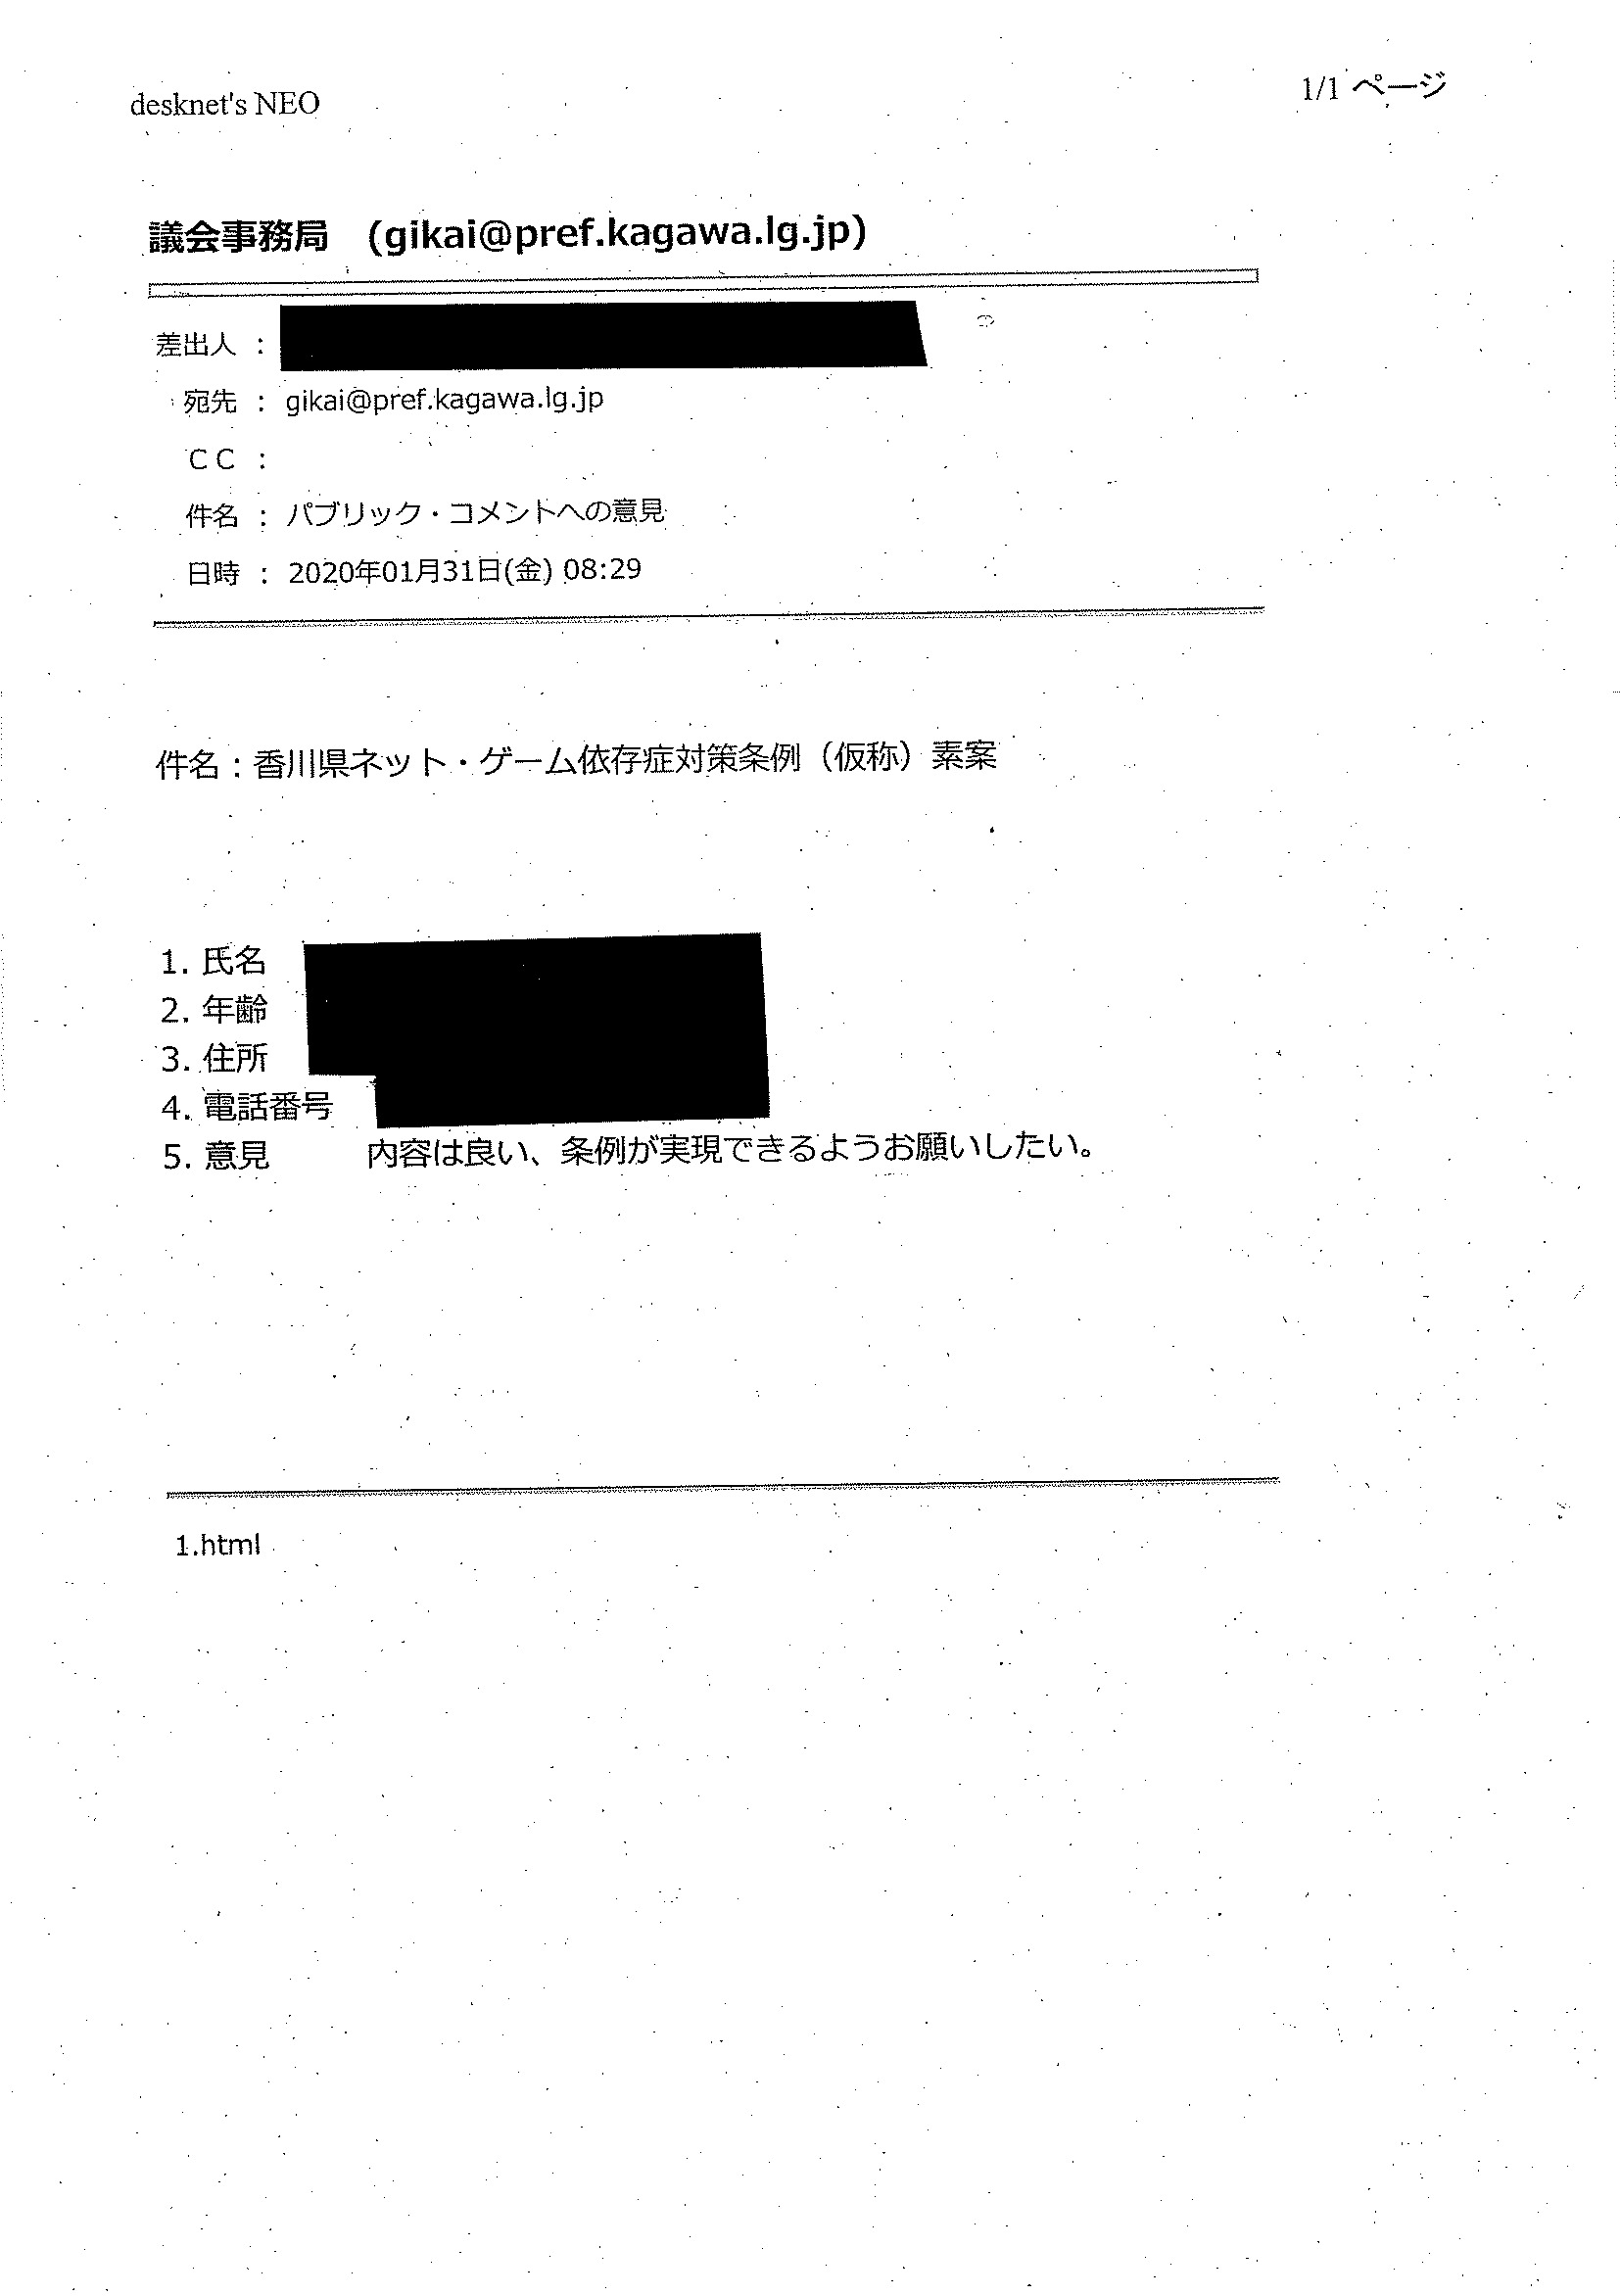 desknet's NEO
1/1 ページ
議会事務局 (gikai@pref.kagawa.lg.jp)
差出人 :
宛先 : gikai@pref.kagawa.lg.jp
CC :
件名 : パブリック・コメントへの意見
日時 : 2020年01月31日(金) 08:29
件名：香川県ネット・ゲーム依存症対策条例（仮称）素案
1. 氏名
2. 年齢
3. 住所
4. 電話番号
5. 意見 内容は良い、条例が実現できるようお願いしたい。
1.html